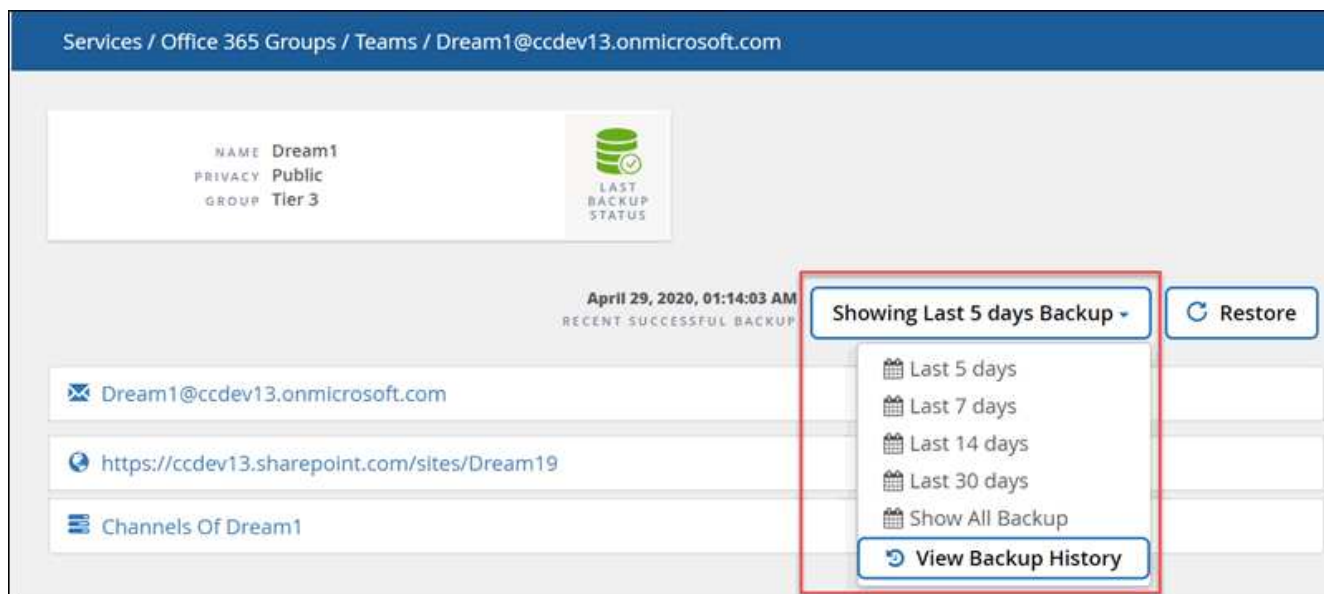 Services / Office 365 Groups / Teams / Dream1@ccdev13.onmicrosoft.com
NAME Dream1
PRIVACY Public
GROUP Tier 3
LAST
BACKUP
STATUS
April 29, 2020, 01:14:03 AM
RECENT SUCCESSFUL BACKUP
Showing Last 5 days Backup
Restore
Last 5 days
Last 7 days
Last 14 days
Last 30 days
Show All Backup
View Backup History
Dream1@ccdev13.onmicrosoft.com
https://ccdev13.sharepoint.com/sites/Dream19
Channels Of Dream1